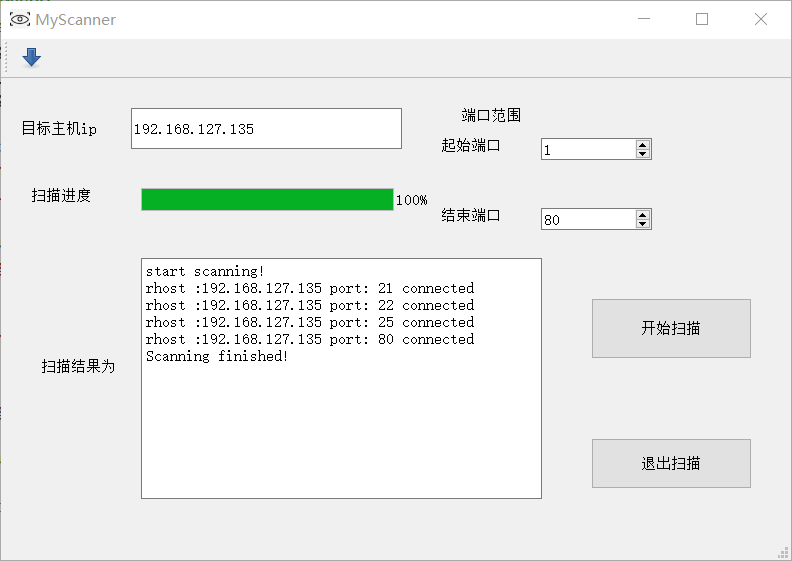 MyScanner
目标主机ip
192.168.127.135
端口范围
起始端口
1
扫描进度
100%
结束端口
80
start scanning!
rhost :192.168.127.135 port: 21 connected
rhost :192.168.127.135 port: 22 connected
rhost :192.168.127.135 port: 25 connected
rhost :192.168.127.135 port: 80 connected
Scanning finished!
扫描结果为
开始扫描
退出扫描